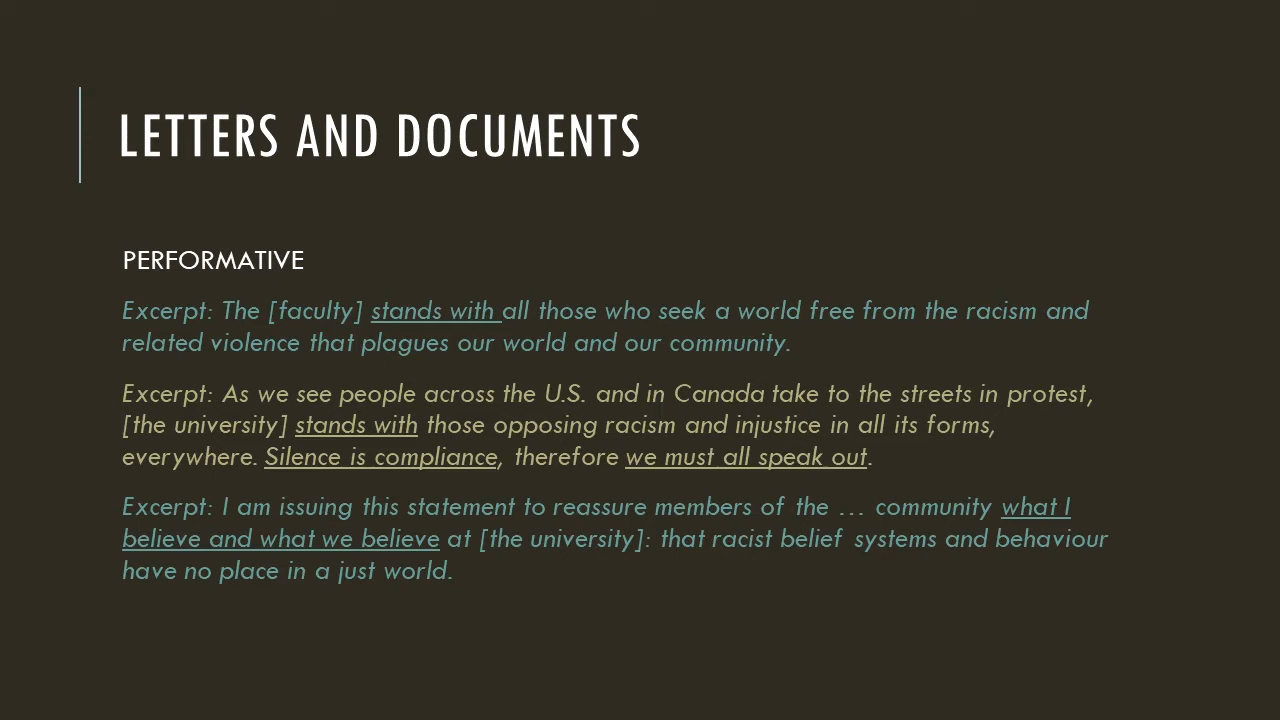 LETTERS AND DOCUMENTS
PERFORMATIVE
Excerpt: The [faculty] stands with all those who seek a world free from the racism and
related violence that plagues our world and our community.
Excerpt: As we see people across the U.S. and in Canada take to the streets in protest,
[the university] stands with those opposing racism and injustice in all its forms,
everywhere. Silence is compliance, therefore we must all speak out.
Excerpt: I am issuing this statement to reassure members of the … community what I
believe and what we believe at [the university]: that racist belief systems and behaviour
have no place in a just world.